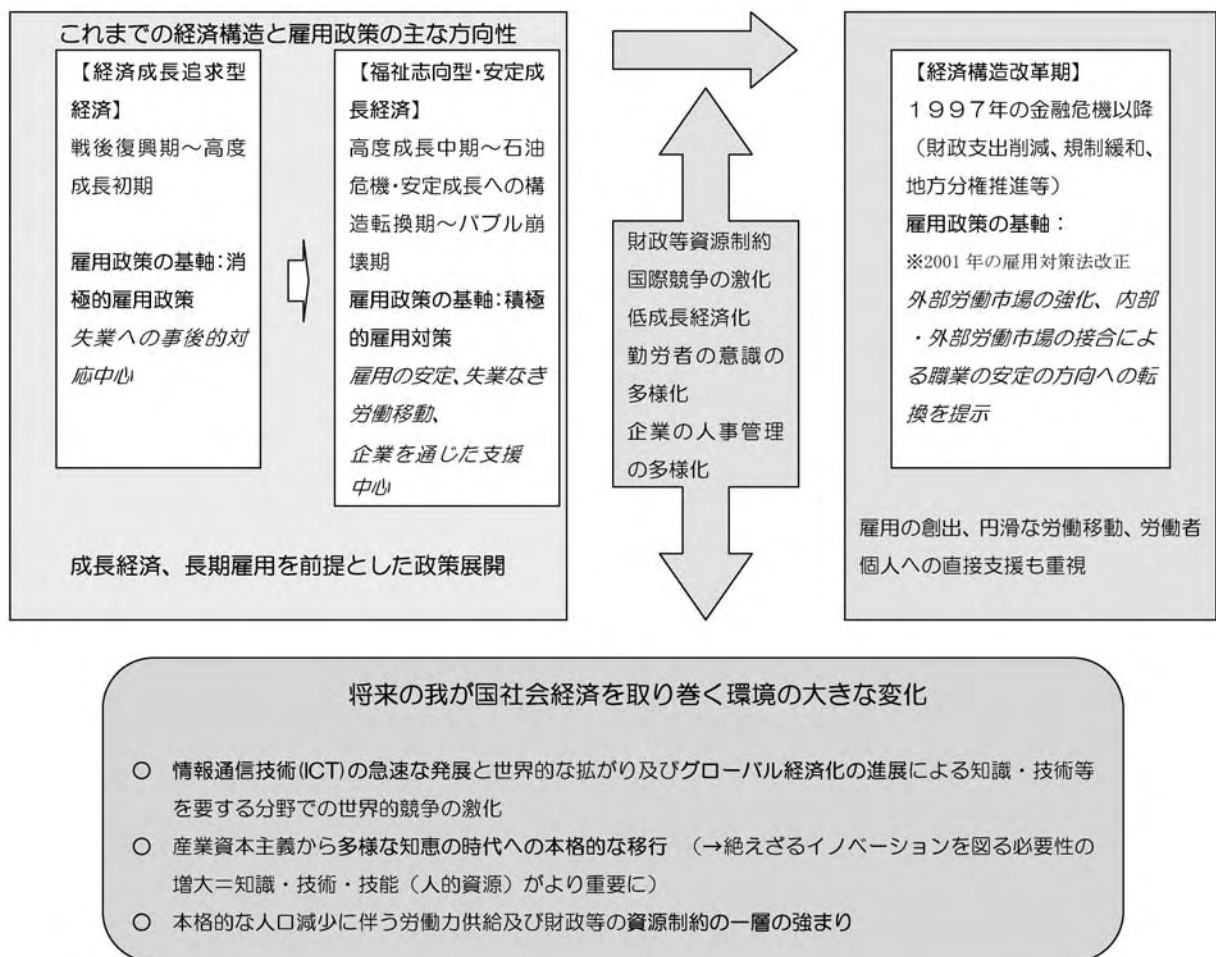 これまでの経済構造と雇用政策の主な方向性
【経済成長追求型
経済】
戦後復興期～高度
成長初期
雇用政策の基軸：消
極的雇用政策
失業への事後的対
応中心
【福祉志向型・安定成
長経済】
高度成長中期～石油
危機・安定成長への構
造転換期～バブル崩
壊期
雇用政策の基軸：積極
的雇用対策
雇用の安定、失業なき
労働移動、
企業を通じた支援
中心
成長経済、長期雇用を前提とした政策展開
財政等資源制約
国際競争の激化
低成長経済化
勤労者の意識の
多様化
企業の人事管理
の多様化
【経済構造改革期】
１９９７年の金融危機以降
（財政支出削減、規制緩和、
地方分権推進等）
雇用政策の基軸：
※2001年の雇用対策法改正
外部労働市場の強化、内部
・外部労働市場の接合によ
る職業の安定の方向への転
換を提示
雇用の創出、円滑な労働移動、労働者
個人への直接支援も重視
将来の我が国社会経済を取り巻く環境の大きな変化
○ 情報通信技術(ICT)の急速な発展と世界的な拡がり及びグローバル経済化の進展による知識・技術等
を要する分野での世界的競争の激化
○ 産業資本主義から多様な知恵の時代への本格的な移行　（→絶えざるイノベーションを図る必要性の
増大＝知識・技術・技能（人的資源）がより重要に）
○ 本格的な人口減少に伴う労働力供給及び財政等の資源制約の一層の強まり